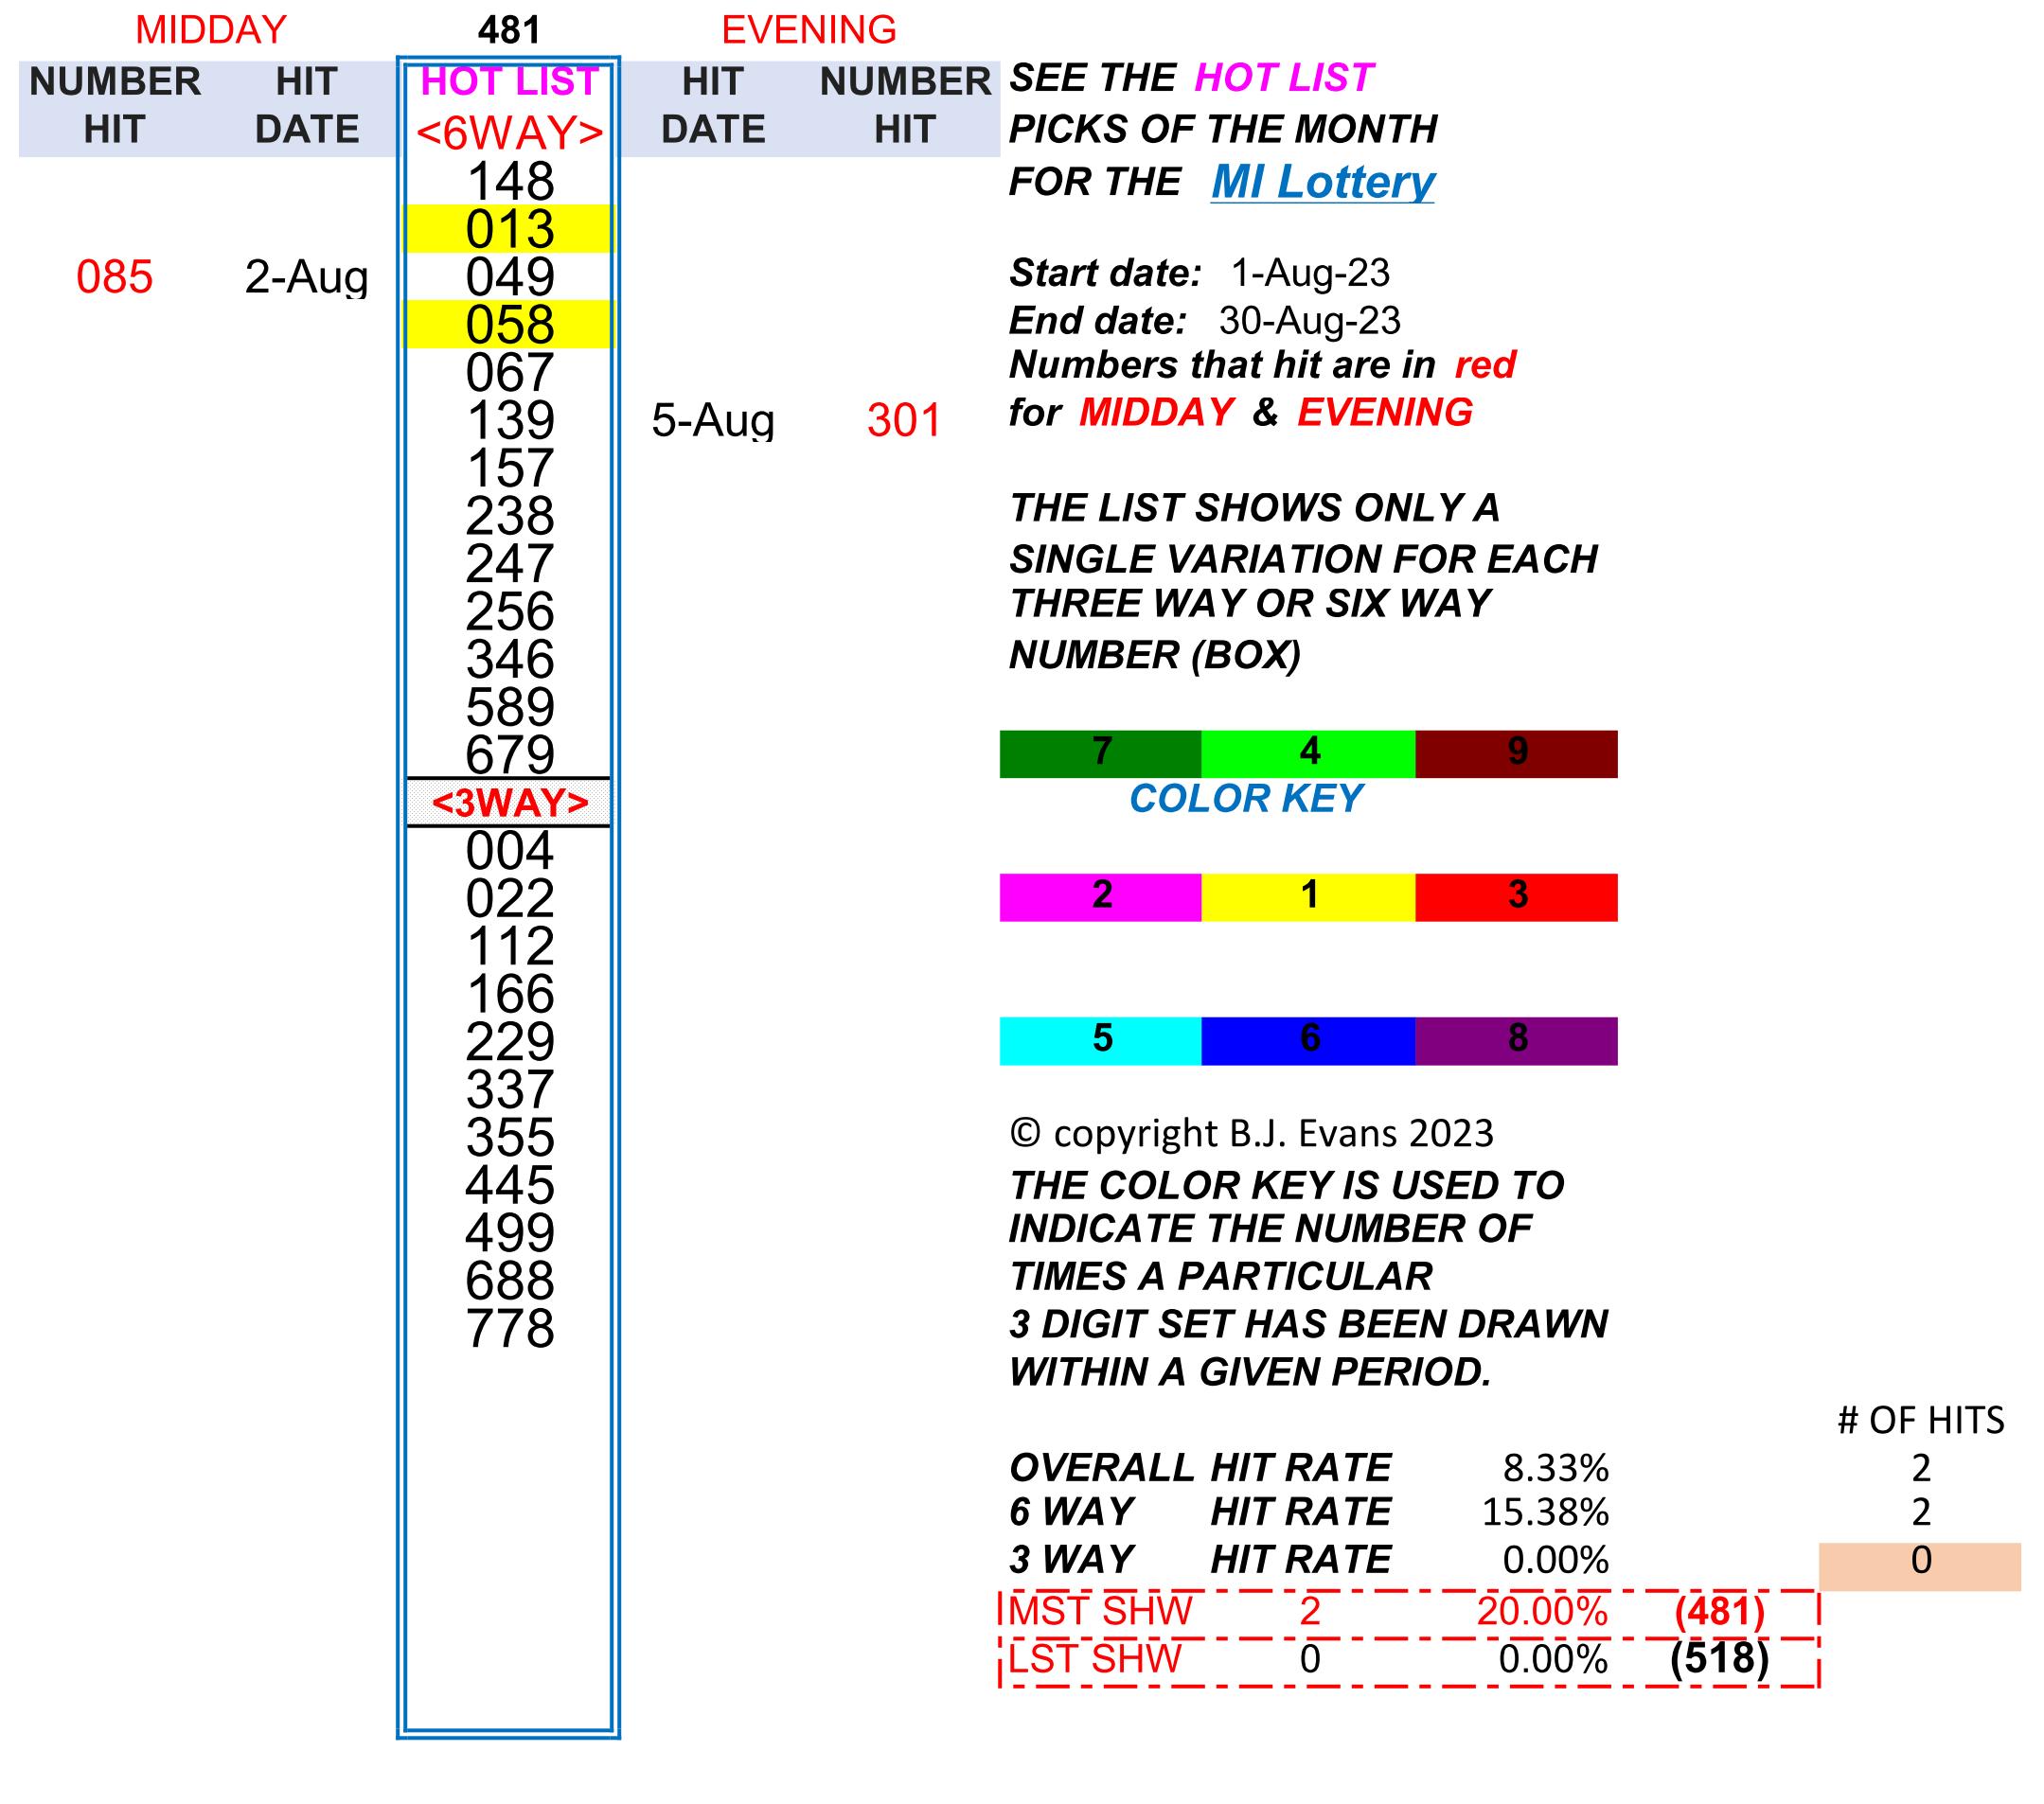 MIDDAY 481 EVENING
NUMBER HIT HOT LIST HIT NUMBER
HIT DATE <6WAY> DATE HIT
148
013
085 2-Aug 049
058
067
139 5-Aug 301
157
238
247
256
346
589
679
<3WAY>
004
022
112
166
229
337
355
445
499
688
778
SEE THE HOT LIST
PICKS OF THE MONTH
FOR THE MI Lottery
Start date: 1-Aug-23
End date: 30-Aug-23
Numbers that hit are in red
for MIDDAY & EVENING
THE LIST SHOWS ONLY A
SINGLE VARIATION FOR EACH
THREE WAY OR SIX WAY
NUMBER (BOX)
7 4 9
COLOR KEY
2 1 3
5 6 8
© copyright B.J. Evans 2023
THE COLOR KEY IS USED TO
INDICATE THE NUMBER OF
TIMES A PARTICULAR
3 DIGIT SET HAS BEEN DRAWN
WITHIN A GIVEN PERIOD.
# OF HITS
OVERALL HIT RATE 8.33% 2
6 WAY HIT RATE 15.38% 2
3 WAY HIT RATE 0.00% 0
MST SHW 2 20.00% (481)
LST SHW 0 0.00% (518)